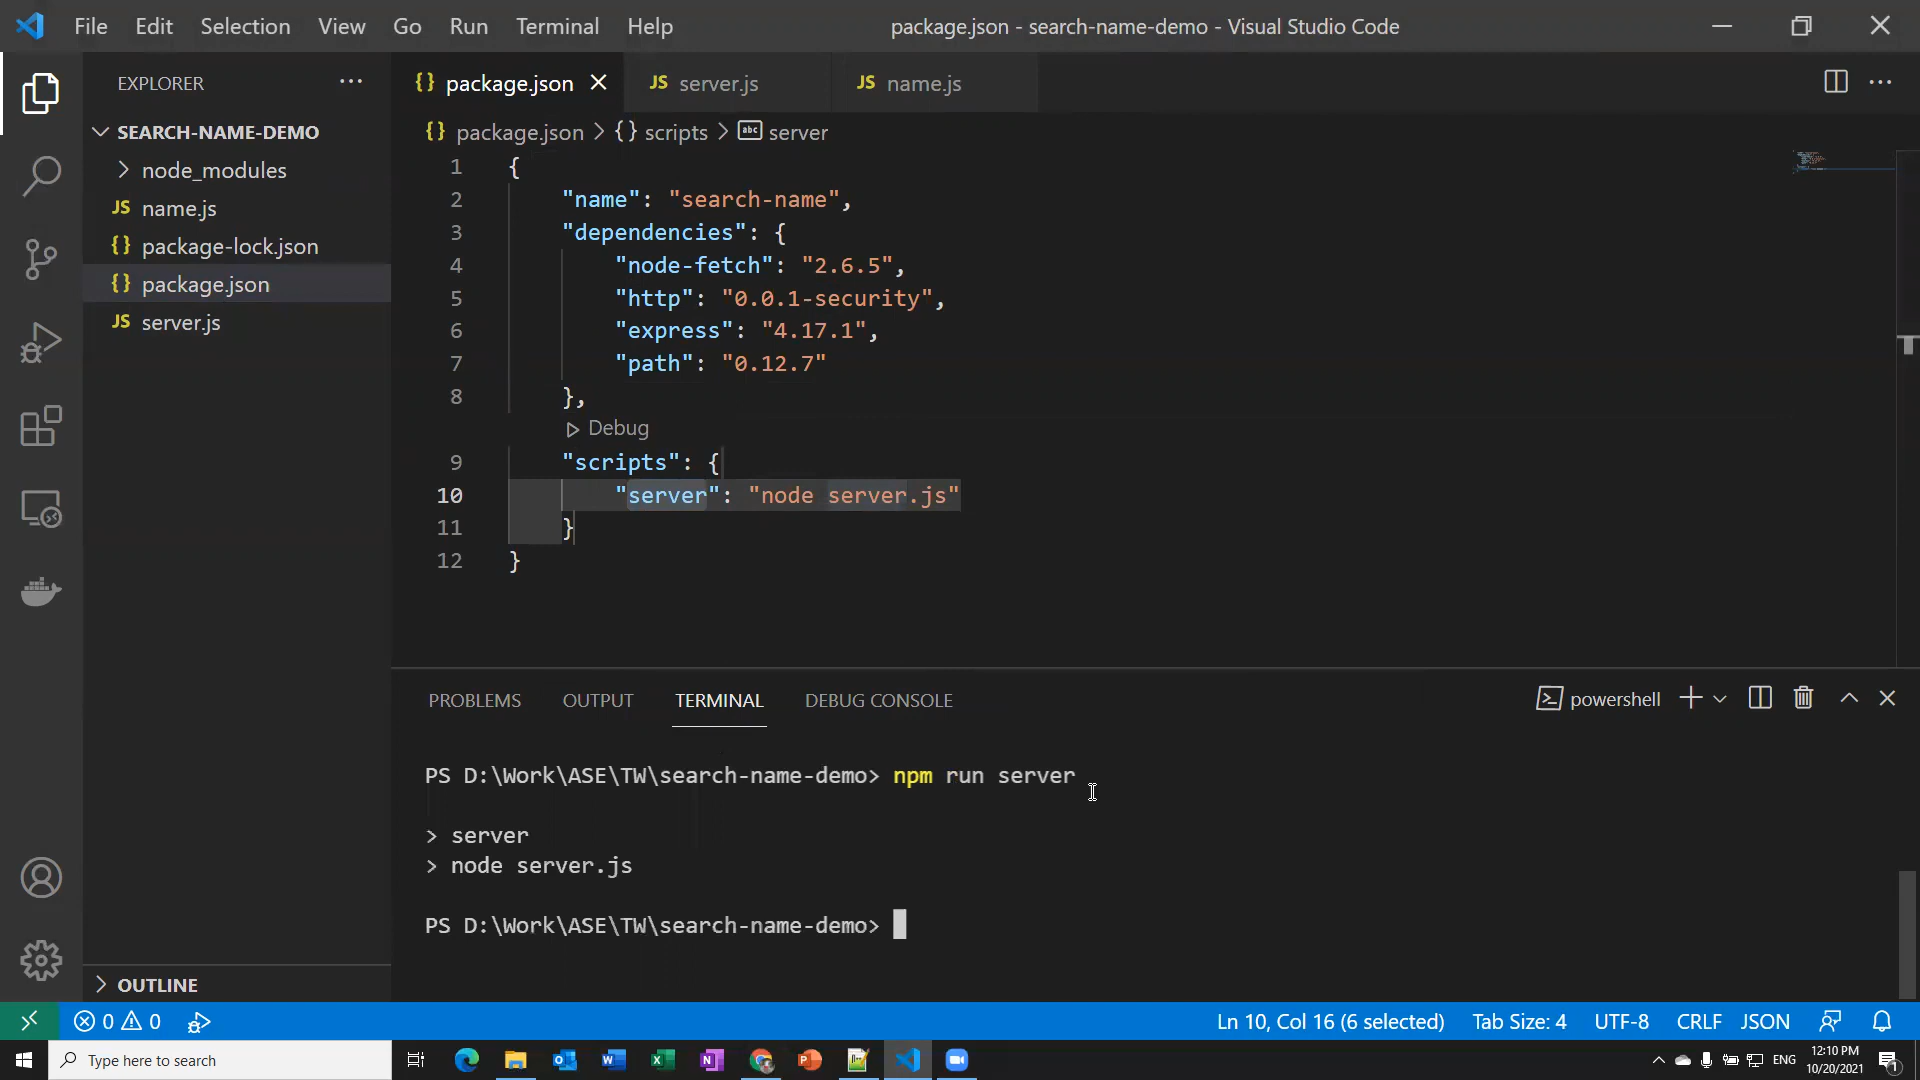 File Edit Selection View Go Run Terminal Help
package.json - search-name-demo - Visual Studio Code
EXPLORER
SEARCH-NAME-DEMO
node_modules
JS name.js
{} package-lock.json
{} package.json
JS server.js
OUTLINE
{} package.json JS server.js JS name.js
{} package.json > {} scripts > abc server
1 {
2 "name": "search-name",
3 "dependencies": {
4 "node-fetch": "2.6.5",
5 "http": "0.0.1-security",
6 "express": "4.17.1",
7 "path": "0.12.7"
8 },
Debug
9 "scripts": {
10 "server": "node server.js"
11 }
12 }
PROBLEMS OUTPUT TERMINAL DEBUG CONSOLE
powershell
PS D:\Work\ASE\TW\search-name-demo> npm run server
> server
> node server.js
PS D:\Work\ASE\TW\search-name-demo>
0 0
Ln 10, Col 16 (6 selected) Tab Size: 4 UTF-8 CRLF JSON
Type here to search
ENG
12:10 PM
10/20/2021
1